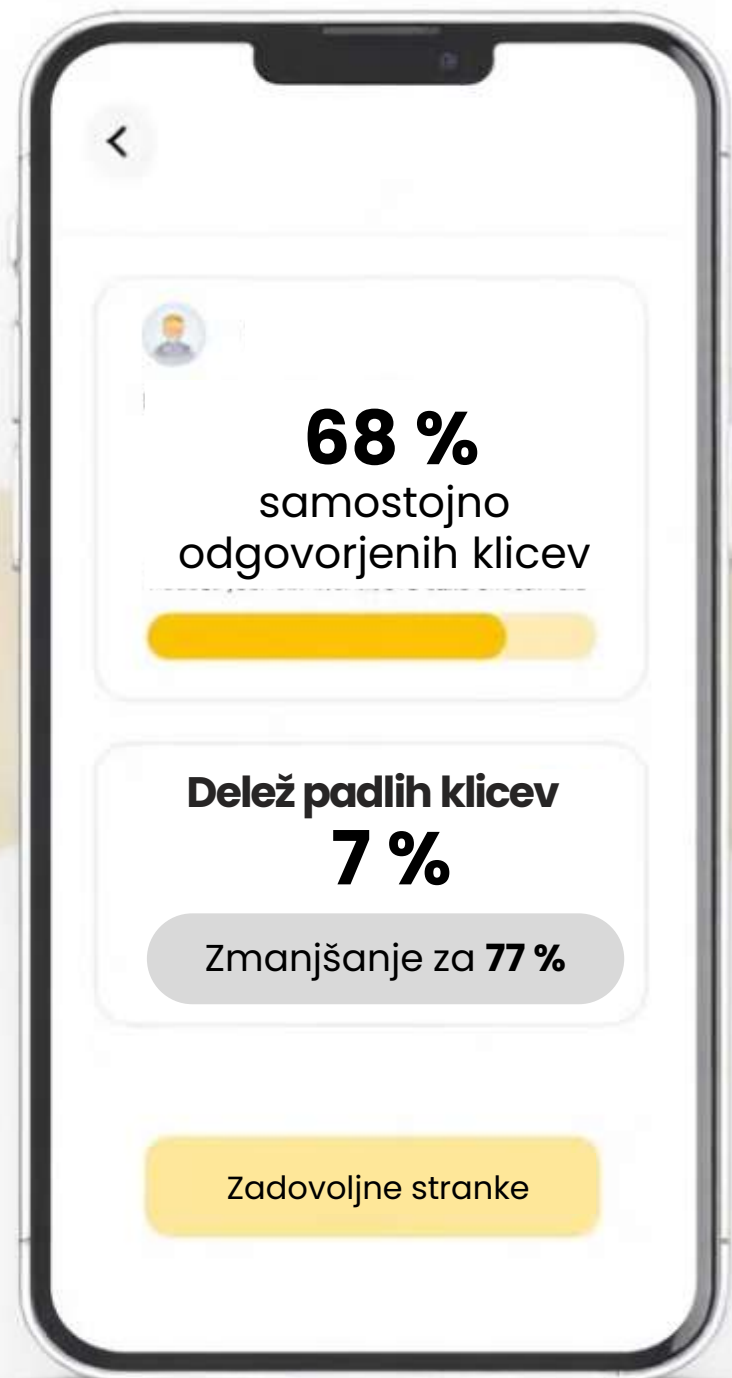 68 %
samostojno
odgovorjenih klicev
Delež padlih klicev
7 %
Zmanjšanje za 77 %
Zadovoljne stranke